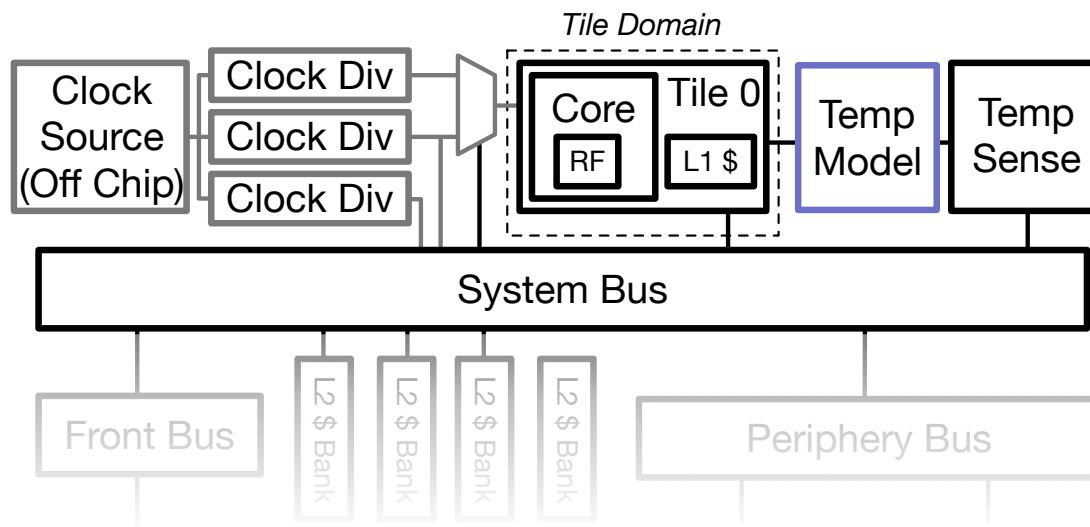 Tile Domain
Clock
Source
(Off Chip)
Clock Div
Clock Div
Clock Div
Core
RF
Tile 0
L1 $
Temp
Model
Temp
Sense
System Bus
Front Bus
L2 $ Bank
L2 $ Bank
L2 $ Bank
L2 $ Bank
Periphery Bus